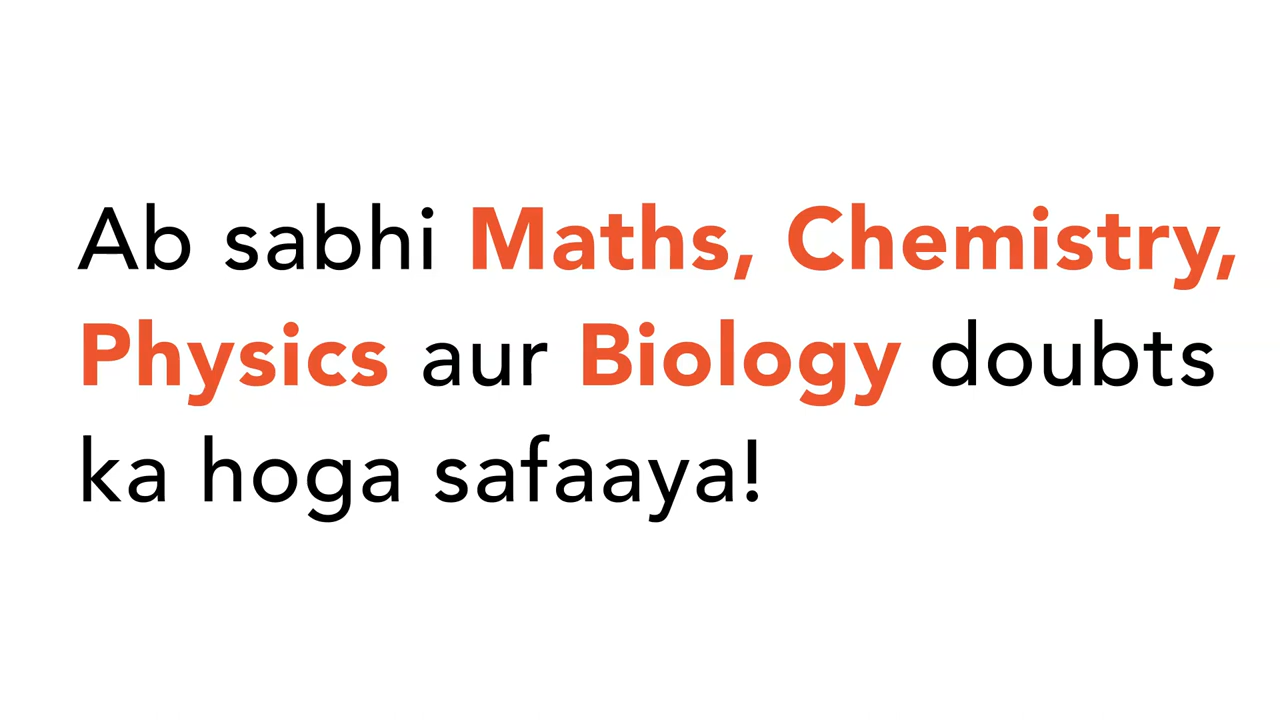 Ab sabhi Maths, Chemistry,
Physics aur Biology doubts
ka hoga safaaya!